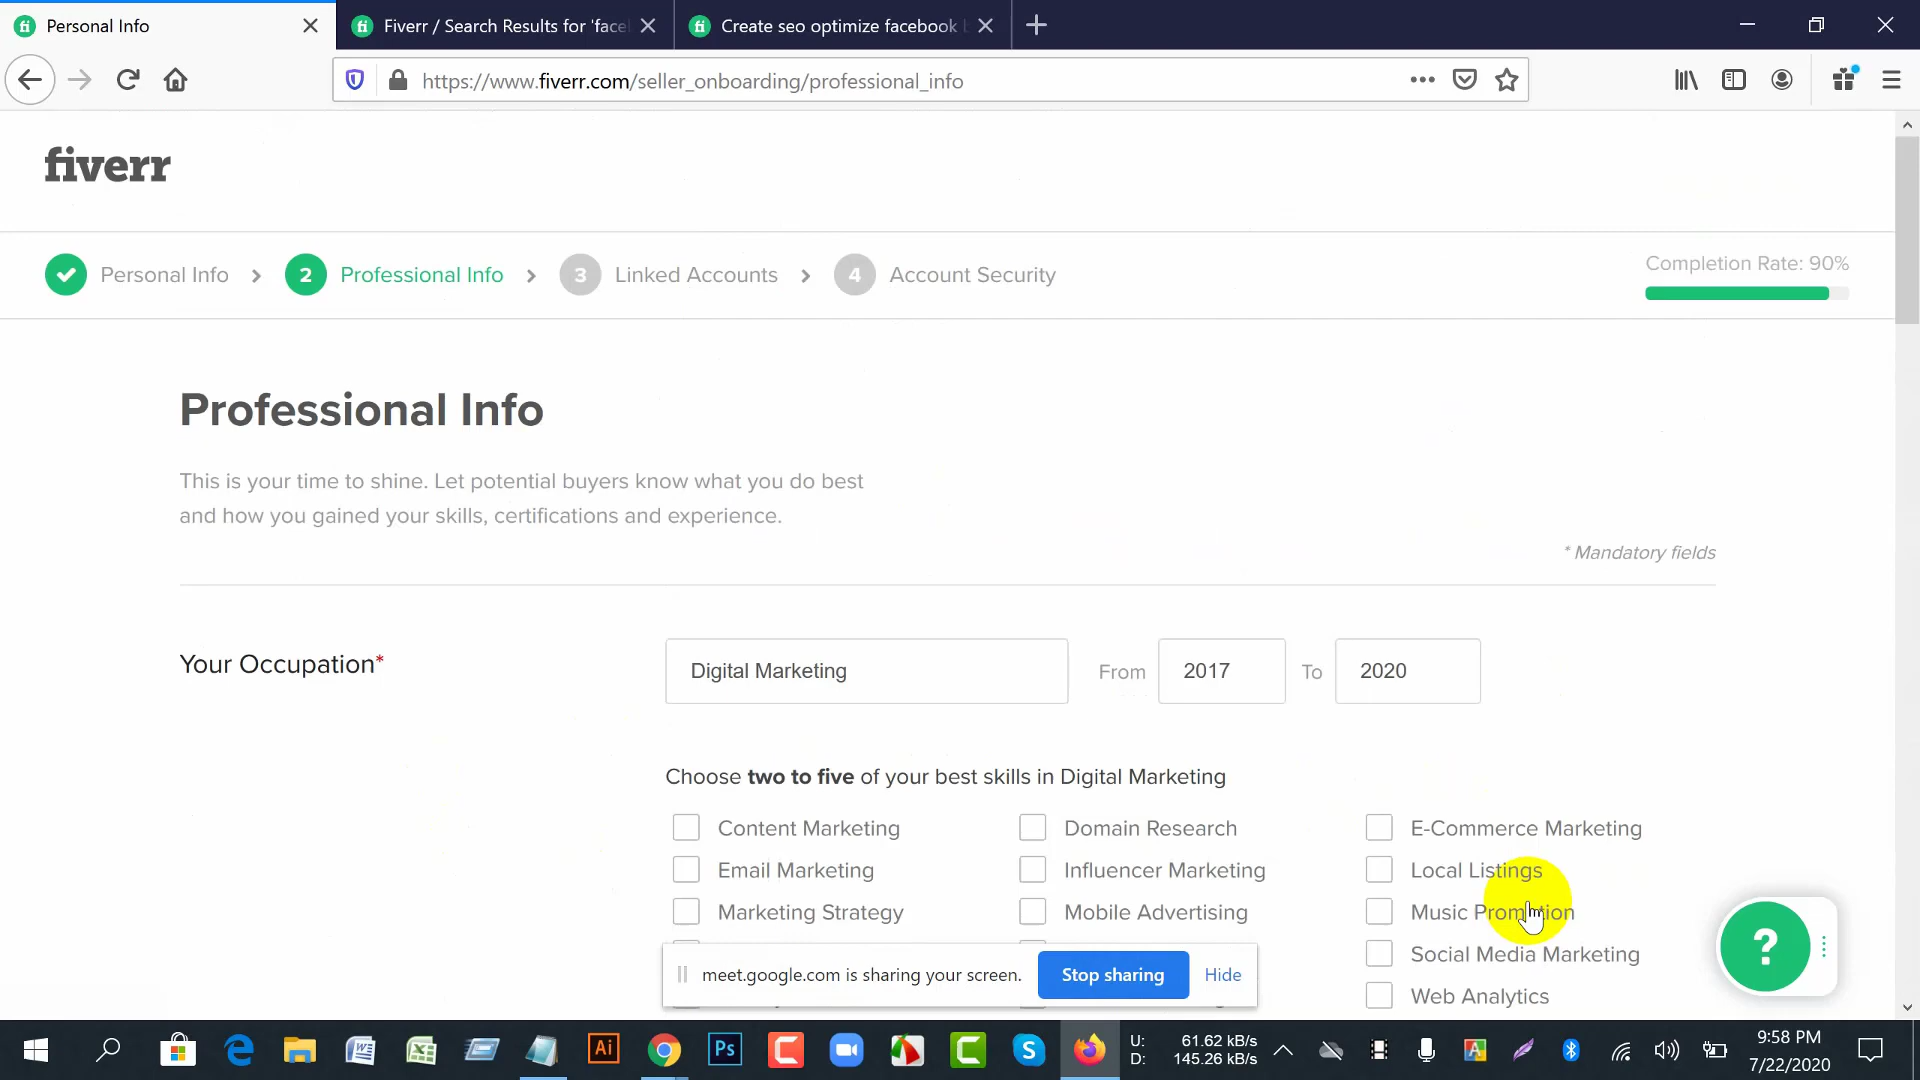 Personal Info
Fiverr / Search Results for 'face
Create seo optimize facebook b
https://www.fiverr.com/seller_onboarding/professional_info
fiverr
Personal Info
2 Professional Info
3 Linked Accounts
4 Account Security
Completion Rate: 90%
Professional Info
This is your time to shine. Let potential buyers know what you do best
and how you gained your skills, certifications and experience.
* Mandatory fields
Your Occupation*
Digital Marketing
From
2017
To
2020
Choose two to five of your best skills in Digital Marketing
Content Marketing
Domain Research
E-Commerce Marketing
Email Marketing
Influencer Marketing
Local Listings
Marketing Strategy
Mobile Advertising
Music Promotion
Social Media Marketing
Web Analytics
meet.google.com is sharing your screen.
Stop sharing
Hide
?
Ai
Ps
U: 61.62 kB/s
D: 145.26 kB/s
9:58 PM
7/22/2020